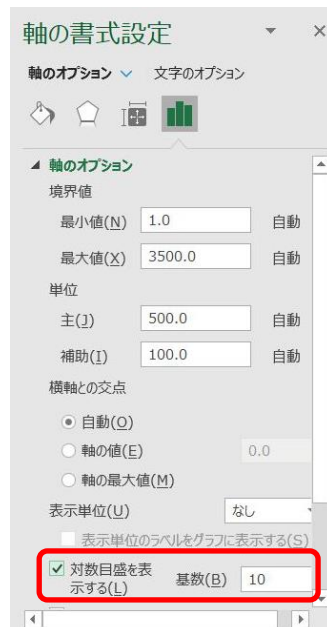 軸の書式設定
軸のオプション 文字のオプション
軸のオプション
境界値
最小値(N) 1.0 自動
最大値(X) 3500.0 自動
単位
主(J) 500.0 自動
補助(I) 100.0 自動
横軸との交点
自動(O)
軸の値(E) 0.0
軸の最大値(M)
表示単位(U) なし
表示単位のラベルをグラフに表示する(S)
対数目盛を表示する(L) 基数(B) 10